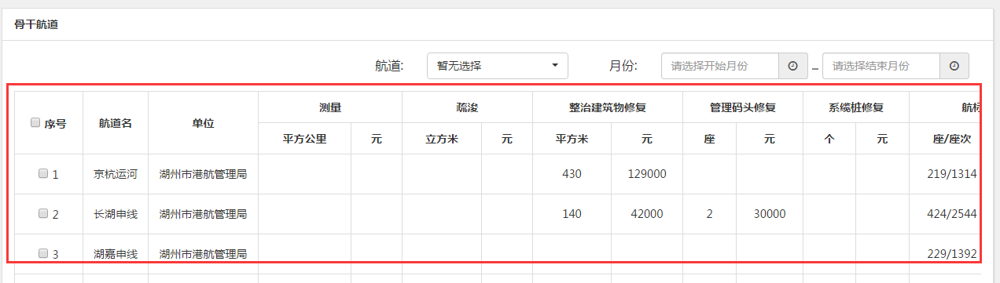 骨干航道
航道: 暂无选择 月份: 请选择开始月份 – 请选择结束月份
序号 航道名 单位 测量 疏浚 整治建筑物修复 管理码头修复 系缆桩修复 航标
平方公里 元 立方米 元 平方米 元 座 元 个 元 座/座次
1 京杭运河 湖州市港航管理局 430 129000 219/1314
2 长湖申线 湖州市港航管理局 140 42000 2 30000 424/2544
3 湖嘉申线 湖州市港航管理局 229/1392